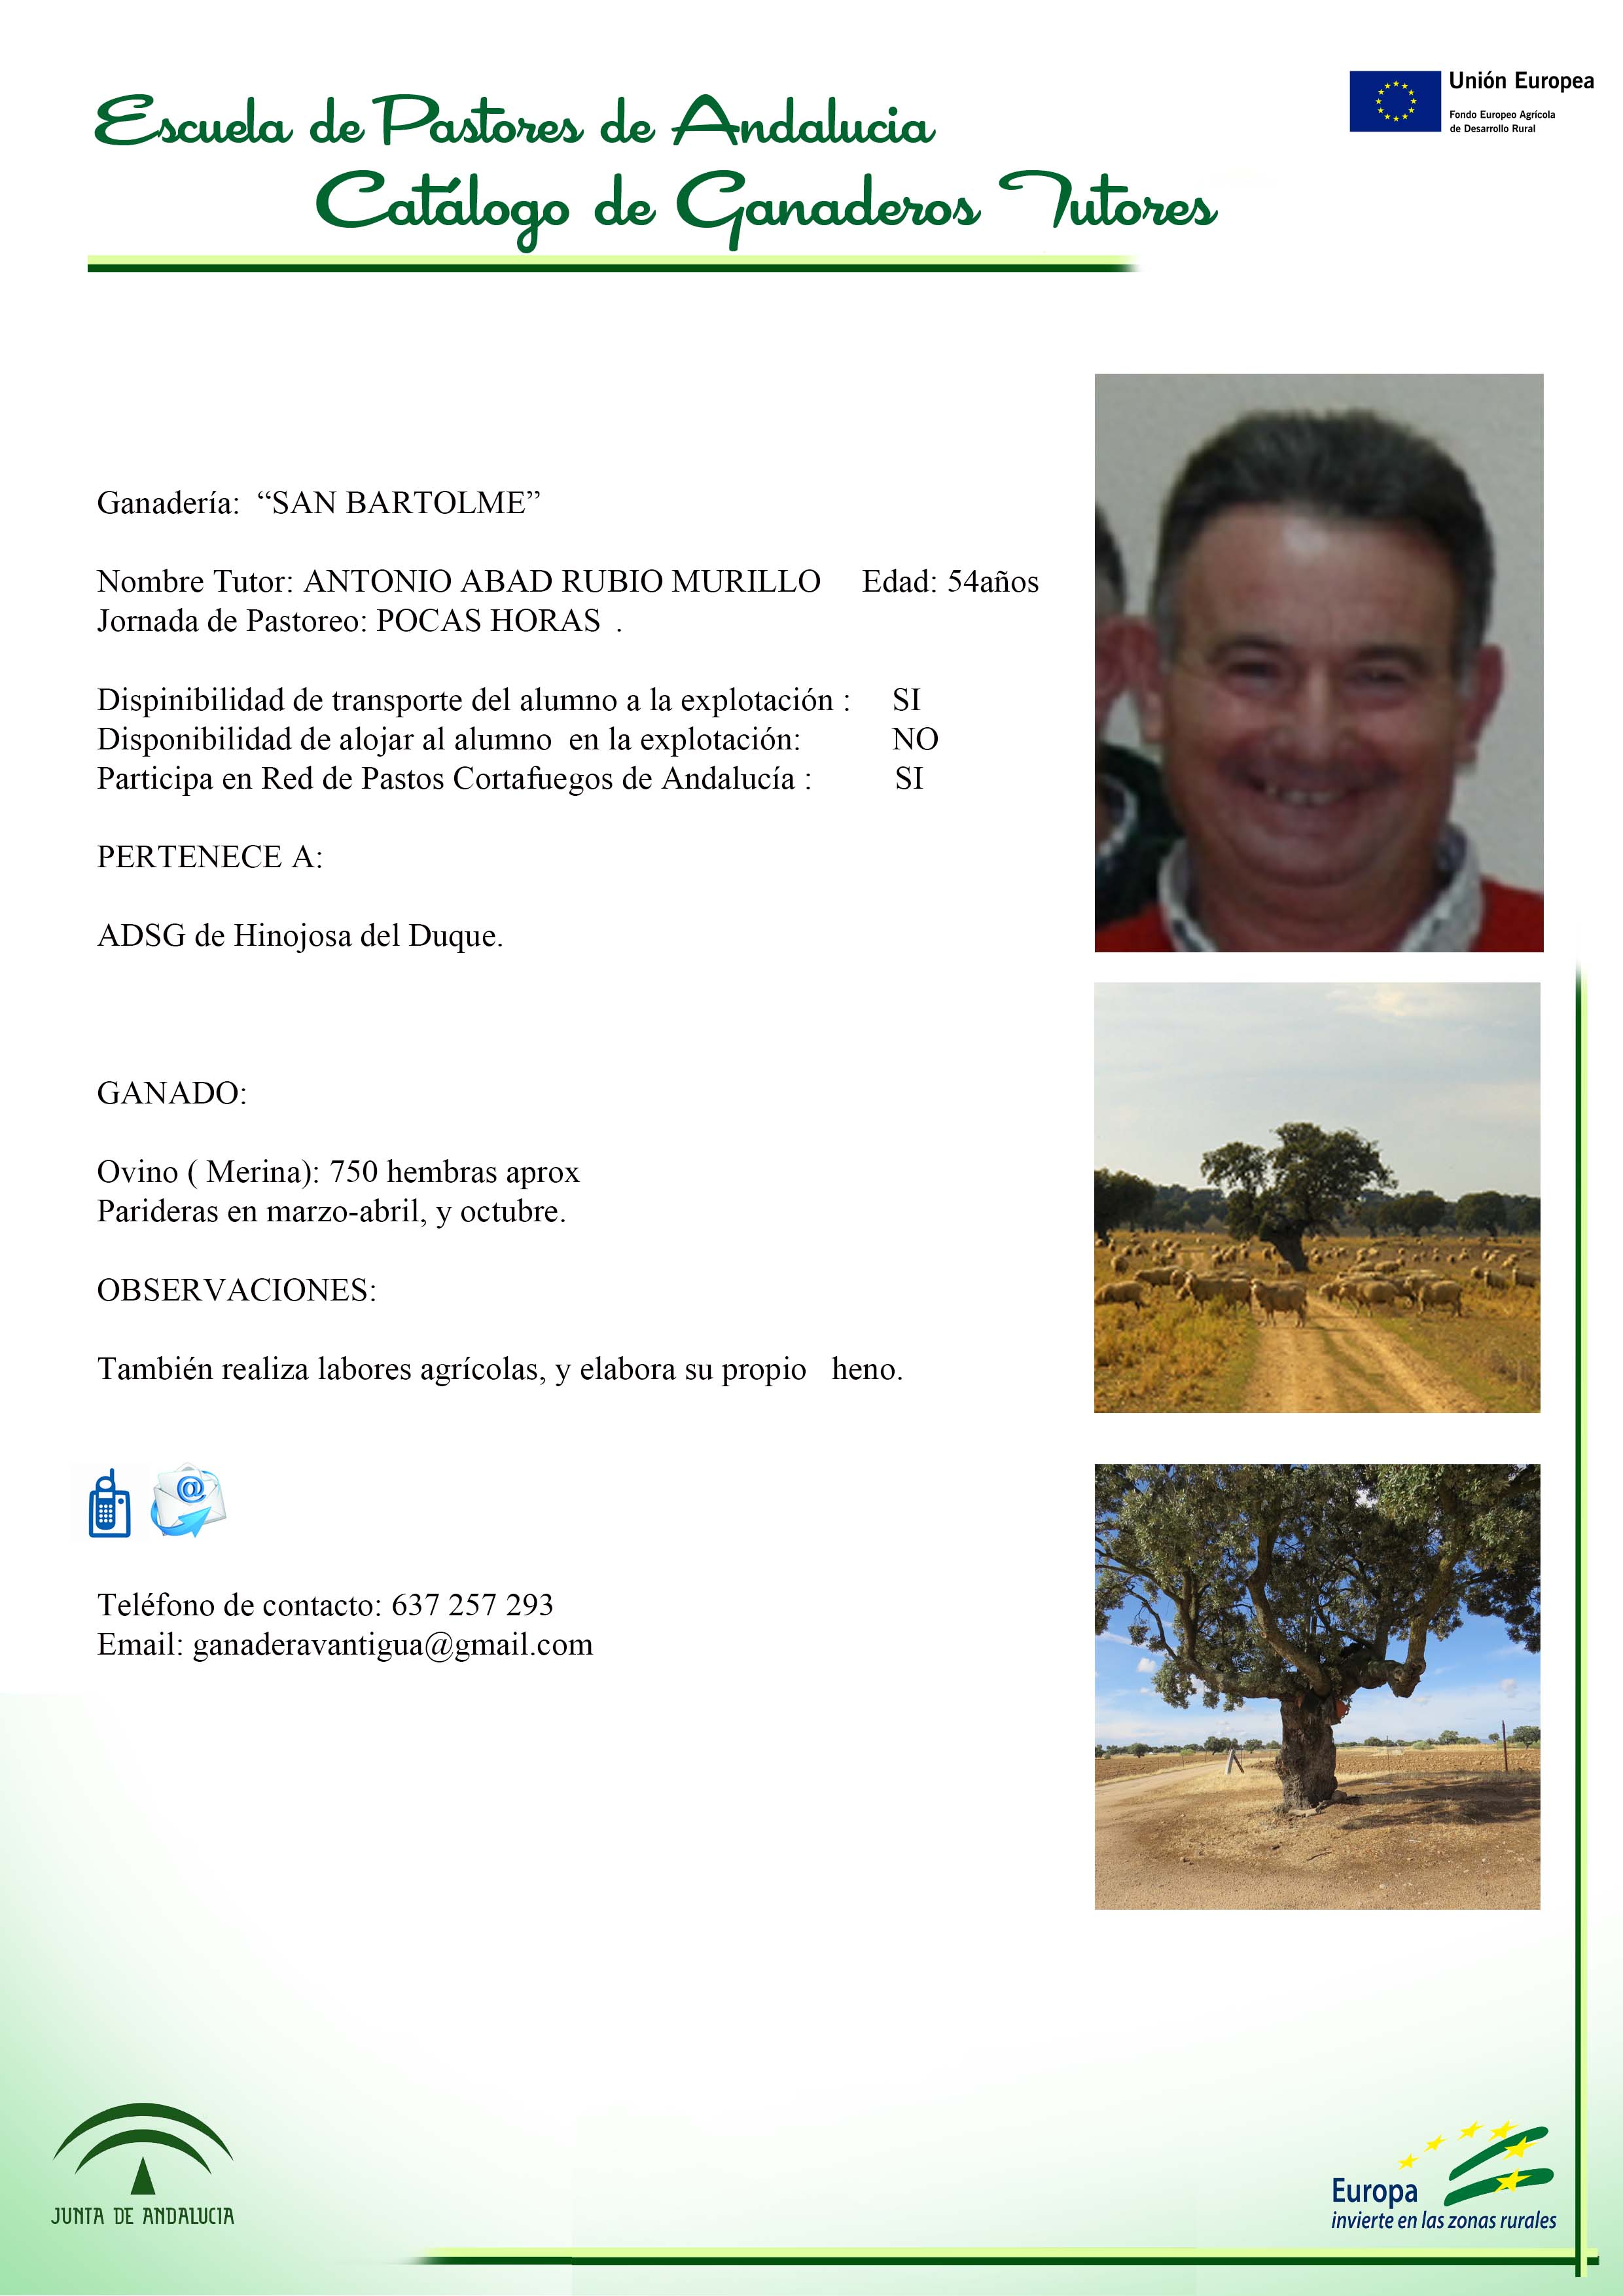 Escuela de Pastores de Andalucia
Catálogo de Ganaderos Tutores
Unión Europea
Fondo Europeo Agrícola
de Desarrollo Rural
Ganadería: “SAN BARTOLME”
Nombre Tutor: ANTONIO ABAD RUBIO MURILLO Edad: 54años
Jornada de Pastoreo: POCAS HORAS .
Dispinibilidad de transporte del alumno a la explotación : SI
Disponibilidad de alojar al alumno en la explotación: NO
Participa en Red de Pastos Cortafuegos de Andalucía : SI
PERTENECE A:
ADSG de Hinojosa del Duque.
GANADO:
Ovino ( Merina): 750 hembras aprox
Parideras en marzo-abril, y octubre.
OBSERVACIONES:
También realiza labores agrícolas, y elabora su propio heno.
@
Teléfono de contacto: 637 257 293
Email: ganaderavantigua@gmail.com
JUNTA DE ANDALUCIA
Europa
invierte en las zonas rurales